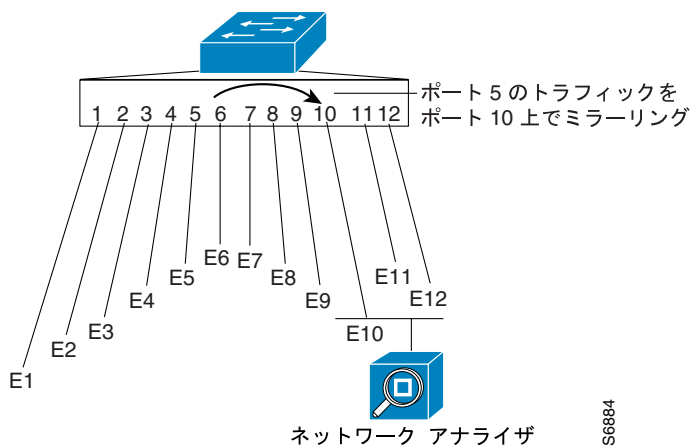 ポート 5 のトラフィックを
ポート 10 上でミラーリング
1 2 3 4 5 6 7 8 9 10 11 12
E1
E2
E3
E4
E5
E6
E7
E8
E9
E10
E11
E12
ネットワーク アナライザ
S6884